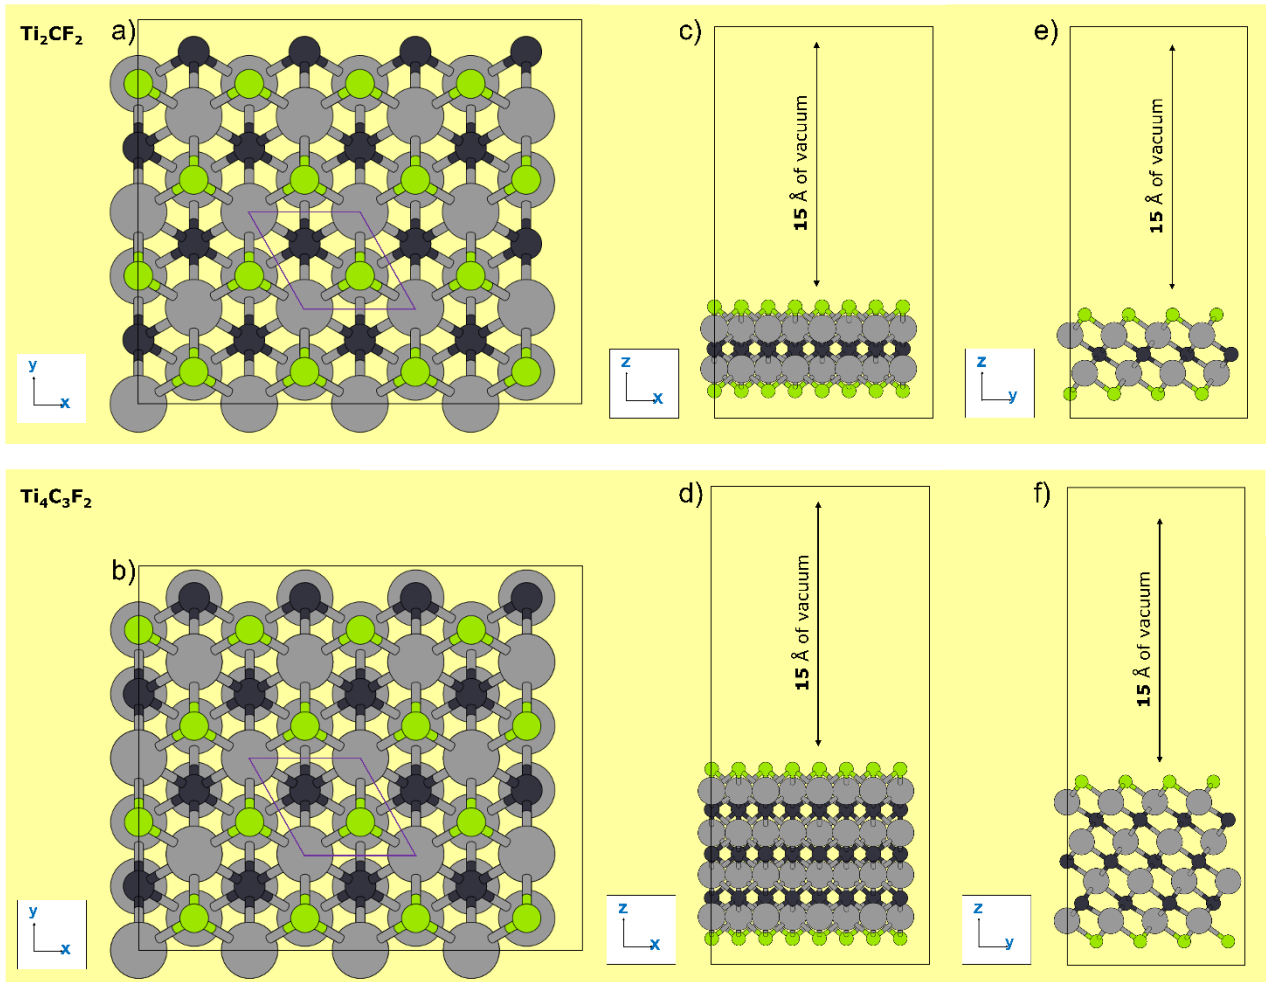 Ti₂CF₂
a)
c)
e)
15 Å of vacuum
15 Å of vacuum
y
x
z
x
z
y
Ti₄C₃F₂
b)
d)
f)
15 Å of vacuum
15 Å of vacuum
y
x
z
x
z
y